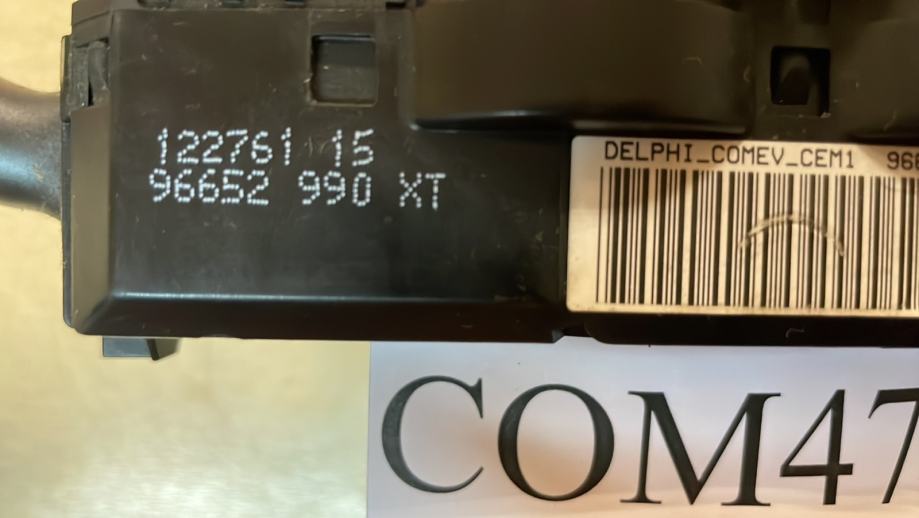 122761 15
96652 990 XT
DELPHI_COMEV_CEM1
COM47